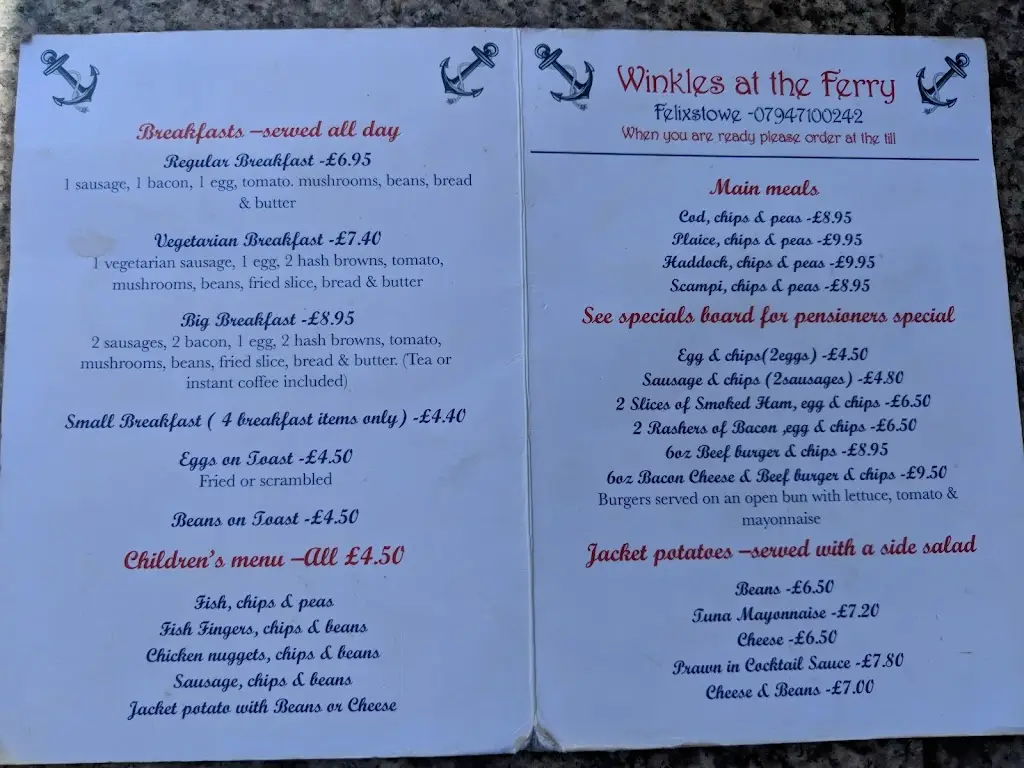 Breakfasts –served all day
Regular Breakfast -£6.95
1 sausage, 1 bacon, 1 egg, tomato. mushrooms, beans, bread
& butter
Vegetarian Breakfast -£7.40
1 vegetarian sausage, 1 egg, 2 hash browns, tomato,
mushrooms, beans, fried slice, bread & butter
Big Breakfast -£8.95
2 sausages, 2 bacon, 1 egg, 2 hash browns, tomato,
mushrooms, beans, fried slice, bread & butter. (Tea or
instant coffee included)
Small Breakfast ( 4 breakfast items only) -£4.40
Eggs on Toast -£4.50
Fried or scrambled
Beans on Toast -£4.50
Children's menu –All £4.50
Fish, chips & peas
Fish Fingers, chips & beans
Chicken nuggets, chips & beans
Sausage, chips & beans
Jacket potato with Beans or Cheese
Winkles at the Ferry
Felixstowe -07947100242
When you are ready please order at the till
Main meals
Cod, chips & peas -£8.95
Plaice, chips & peas -£9.95
Haddock, chips & peas -£9.95
Scampi, chips & peas -£8.95
See specials board for pensioners special
Egg & chips(2eggs) -£4.50
Sausage & chips (2sausages) -£4.80
2 Slices of Smoked Ham, egg & chips -£6.50
2 Rashers of Bacon ,egg & chips -£6.50
6oz Beef burger & chips -£8.95
6oz Bacon Cheese & Beef burger & chips -£9.50
Burgers served on an open bun with lettuce, tomato &
mayonnaise
Jacket potatoes –served with a side salad
Beans -£6.50
Tuna Mayonnaise -£7.20
Cheese -£6.50
Prawn in Cocktail Sauce -£7.80
Cheese & Beans -£7.00